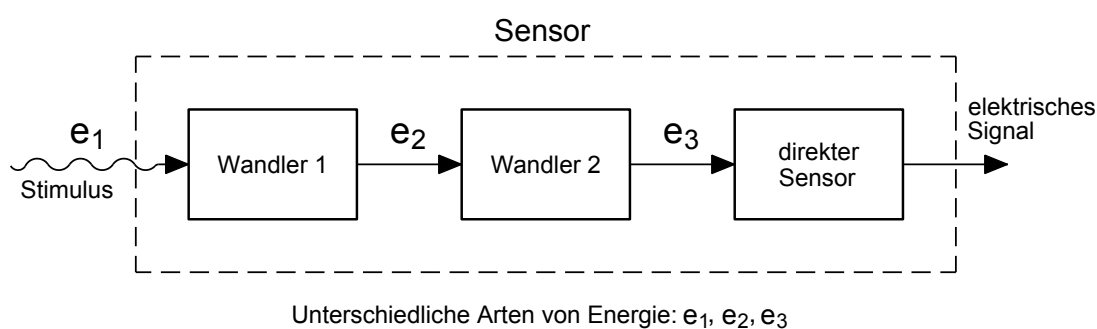 Sensor
e₁
Stimulus
Wandler 1
e₂
Wandler 2
e₃
direkter
Sensor
elektrisches
Signal
Unterschiedliche Arten von Energie: e₁, e₂, e₃